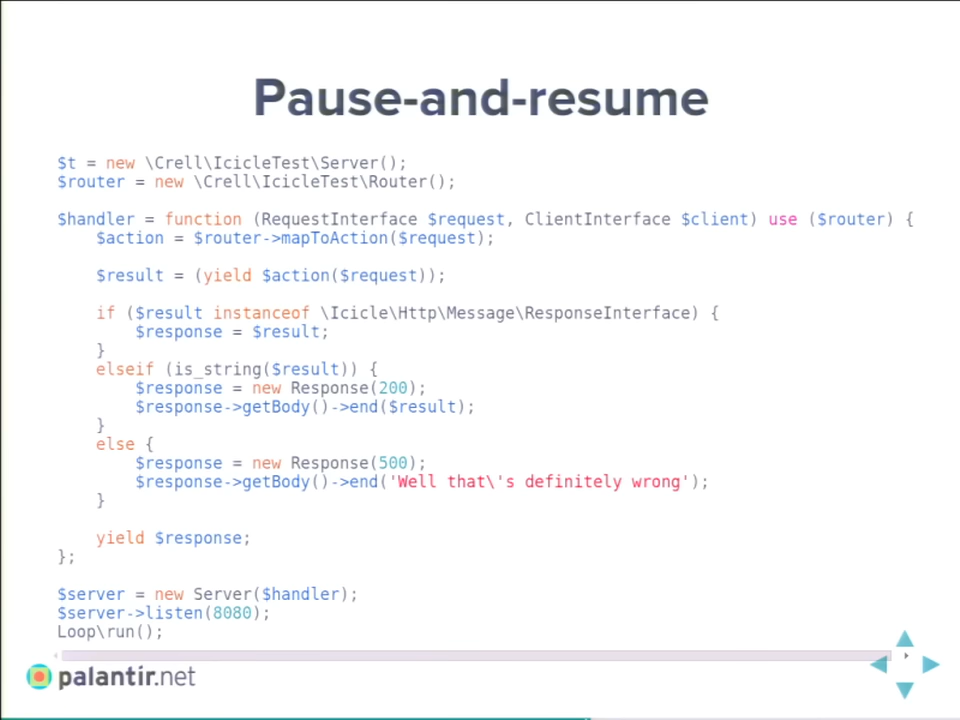 Pause-and-resume
$t = new \Crell\IcicleTest\Server();
$router = new \Crell\IcicleTest\Router();
$handler = function (RequestInterface $request, ClientInterface $client) use ($router) {
    $action = $router->mapToAction($request);
    $result = (yield $action($request));
    if ($result instanceof \Icicle\Http\Message\ResponseInterface) {
        $response = $result;
    }
    elseif (is_string($result)) {
        $response = new Response(200);
        $response->getBody()->end($result);
    }
    else {
        $response = new Response(500);
        $response->getBody()->end('Well that\'s definitely wrong');
    }
    yield $response;
};
$server = new Server($handler);
$server->listen(8080);
Loop\run();
palantir.net